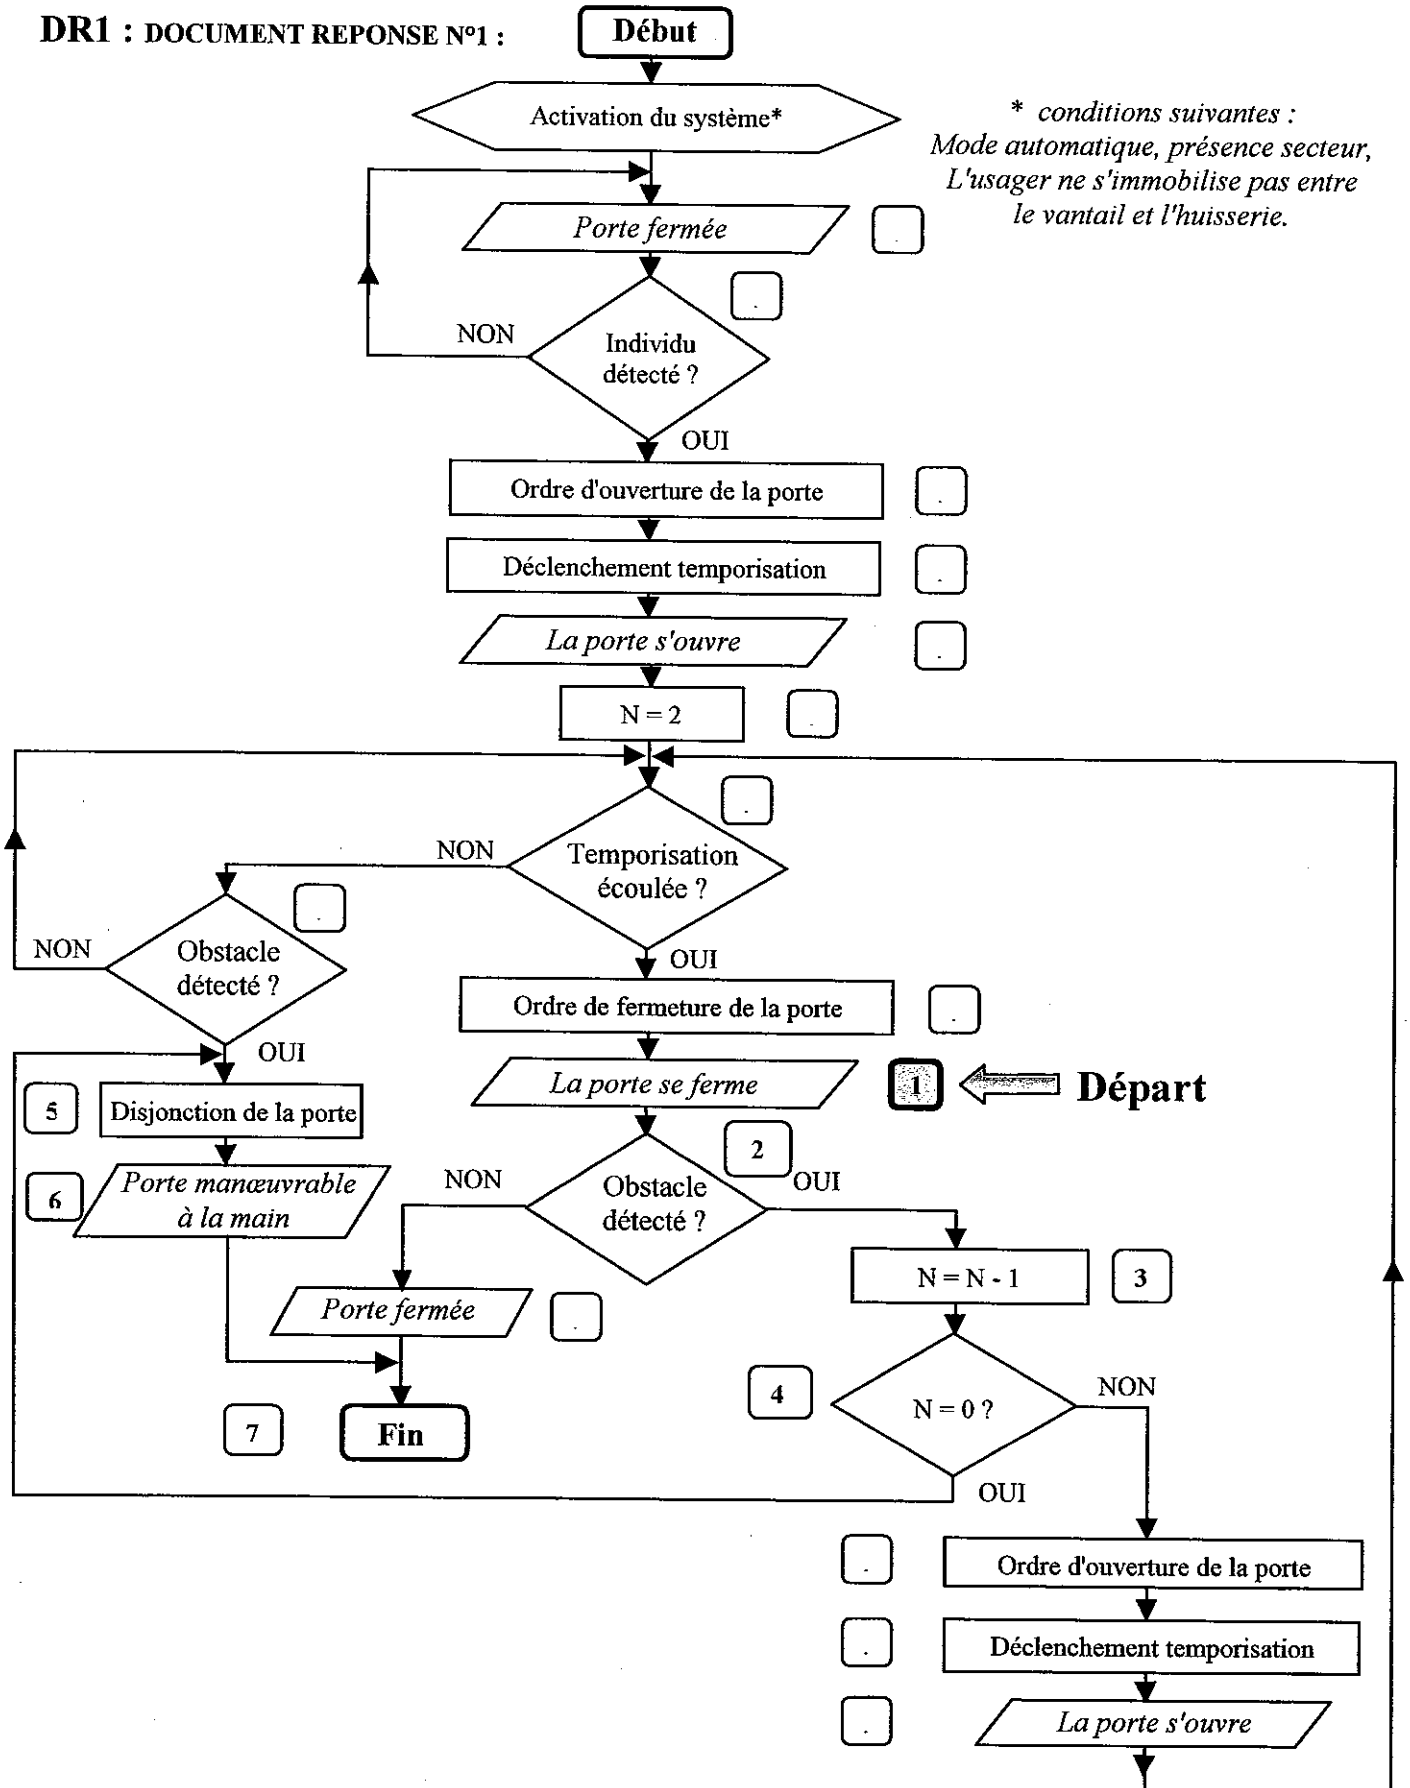 DR1 : DOCUMENT REPONSE N°1 :
Début
Activation du système*
* conditions suivantes :
Mode automatique, présence secteur,
L'usager ne s'immobilise pas entre
le vantail et l'huisserie.
Porte fermée
NON
Individu
détecté ?
OUI
Ordre d'ouverture de la porte
Déclenchement temporisation
La porte s'ouvre
N = 2
NON
Temporisation
écoulée ?
NON
Obstacle
détecté ?
OUI
Ordre de fermeture de la porte
OUI
La porte se ferme
1
Départ
5
Disjonction de la porte
2
6
Porte manœuvrable
à la main
NON
Obstacle
détecté ?
OUI
N = N - 1
3
Porte fermée
4
N = 0 ?
NON
7
Fin
OUI
Ordre d'ouverture de la porte
Déclenchement temporisation
La porte s'ouvre